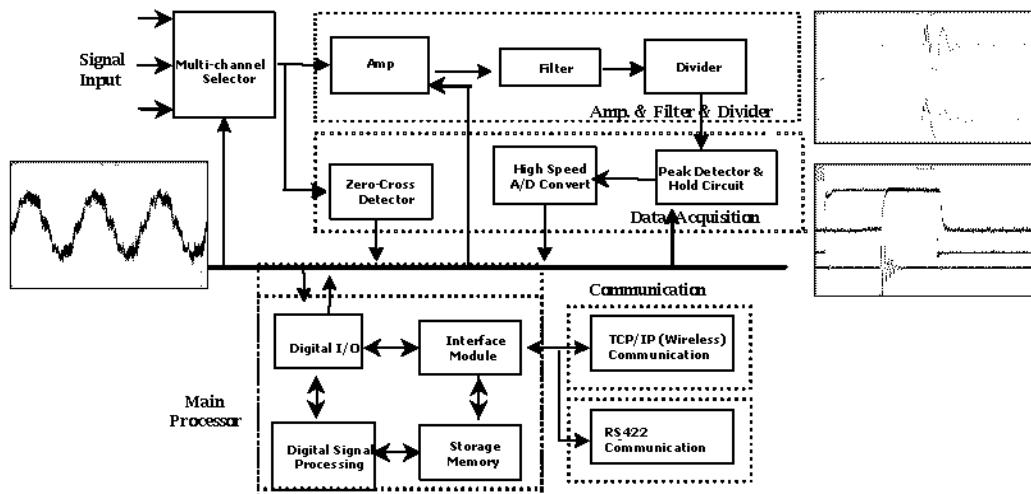 Signal
Input
Multi-channel
Selector
Amp
Filter
Divider
Amp. & Filter & Divider
Zero-Cross
Detector
High Speed
A/D Convert
Peak Detector &
Hold Circuit
Data Acquisition
Communication
Digital I/O
Interface
Module
TCP/IP (Wireless)
Communication
Main
Processor
Digital Signal
Processing
Storage
Memory
RS422
Communication